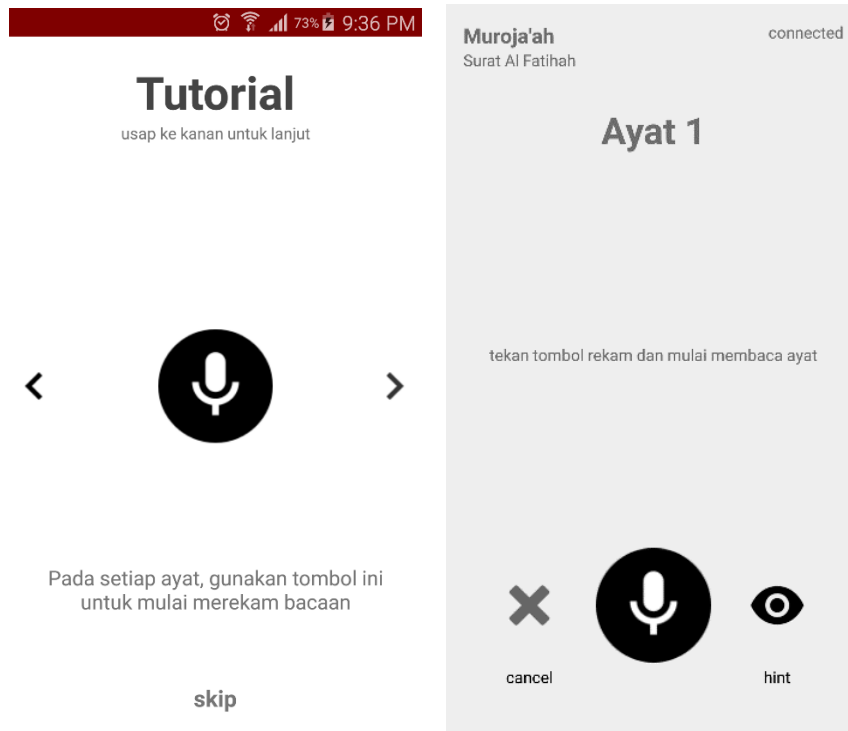 73% 9:36 PM
Tutorial
usap ke kanan untuk lanjut
Pada setiap ayat, gunakan tombol ini
untuk mulai merekam bacaan
skip
Muroja'ah
connected
Surat Al Fatihah
Ayat 1
tekan tombol rekam dan mulai membaca ayat
cancel
hint